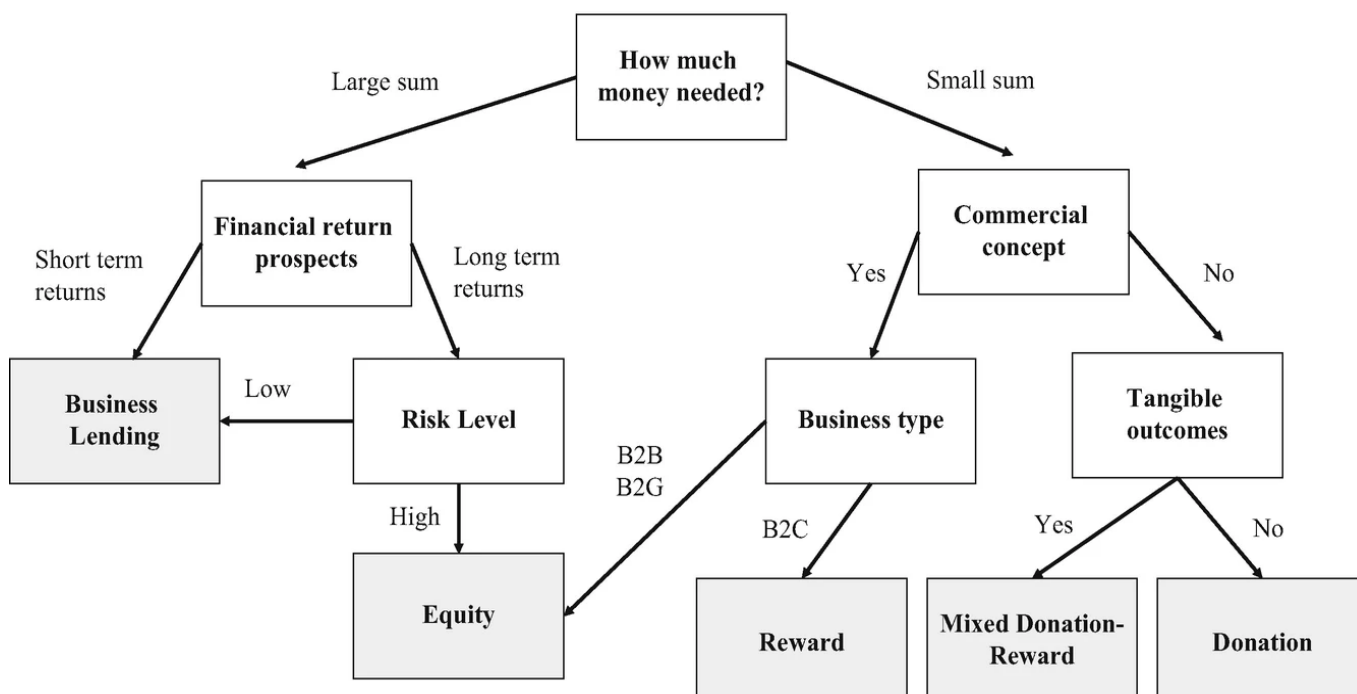 How much
money needed?
Large sum
Small sum
Financial return
prospects
Commercial
concept
Short term
returns
Long term
returns
Yes
No
Business
Lending
Low
Risk Level
Business type
Tangible
outcomes
B2B
B2G
High
B2C
Yes
No
Equity
Reward
Mixed Donation-
Reward
Donation